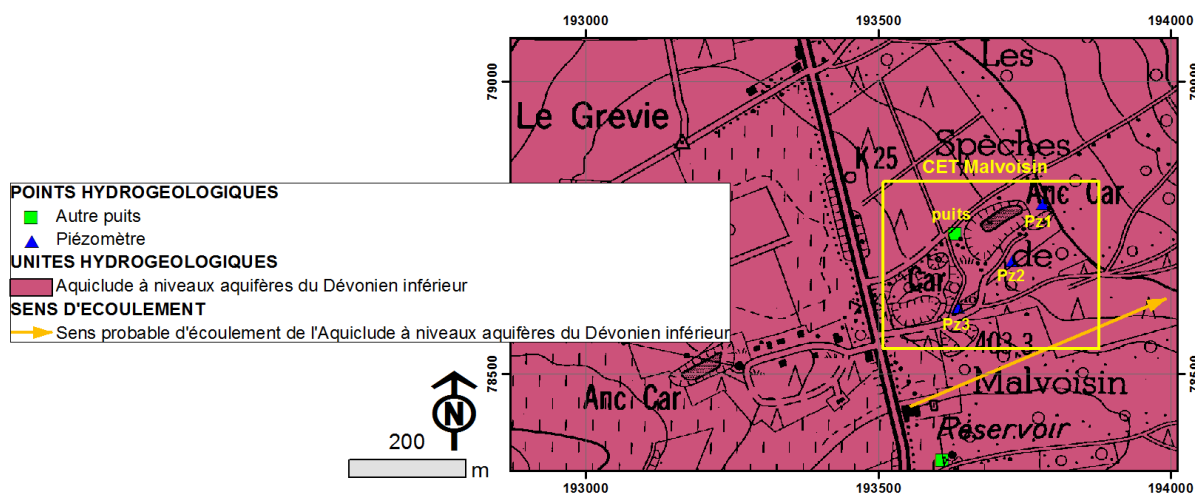 193000 193500 194000
79000
Les
Le Grevie
K25
Spèches
CET Malvoisin
POINTS HYDROGEOLOGIQUES
Autre puits
Piézomètre
UNITES HYDROGEOLOGIQUES
Aquiclude à niveaux aquifères du Dévonien inférieur
SENS D'ECOULEMENT
Sens probable d'écoulement de l'Aquiclude à niveaux aquifères du Dévonien inférieur
Anc Car
puits
Pz1
de
Pz2
Car
Pz3
403.3
78500
Malvoisin
Anc Car
Réservoir
N
200
m
193000 193500 194000